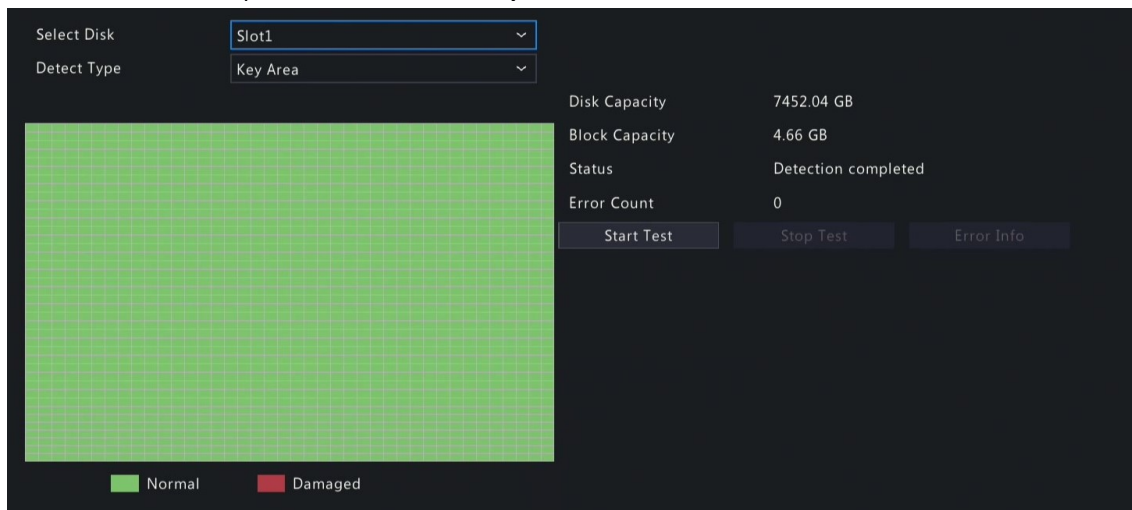 Select Disk Slot1
Detect Type Key Area
Disk Capacity 7452.04 GB
Block Capacity 4.66 GB
Status Detection completed
Error Count 0
Start Test Stop Test Error Info
Normal Damaged